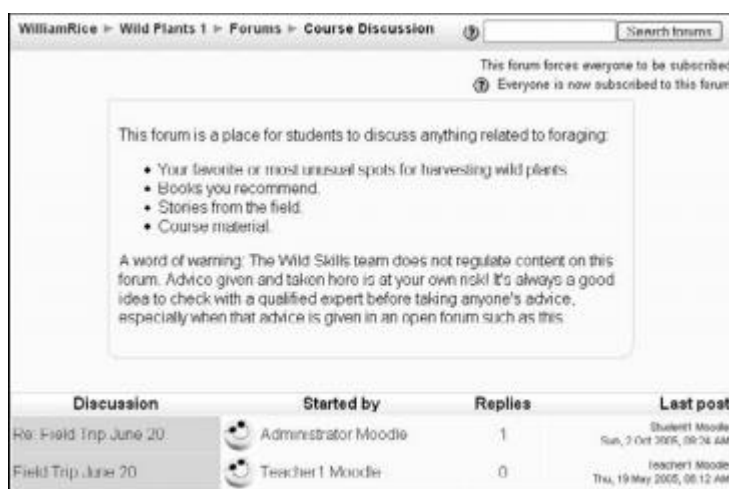 WilliamRice ► Wild Plants 1 ► Forums ► Course Discussion
Search forums
This forum forces everyone to be subscribed
Everyone is now subscribed to this forum
This forum is a place for students to discuss anything related to foraging:
• Your favorite or most unusual spots for harvesting wild plants.
• Books you recommend.
• Stories from the field.
• Course material.
A word of warning: The Wild Skills team does not regulate content on this
forum. Advice given and taken here is at your own risk! It's always a good
idea to check with a qualified expert before taking anyone's advice,
especially when that advice is given in an open forum such as this.
Discussion Started by Replies Last post
Re: Field Trip June 20 Administrator Moodle 1 Student1 Moodle
Sun, 2 Oct 2005, 09:24 AM
Field Trip June 20 Teacher1 Moodle 0 Teacher1 Moodle
Thu, 19 May 2005, 08:12 AM